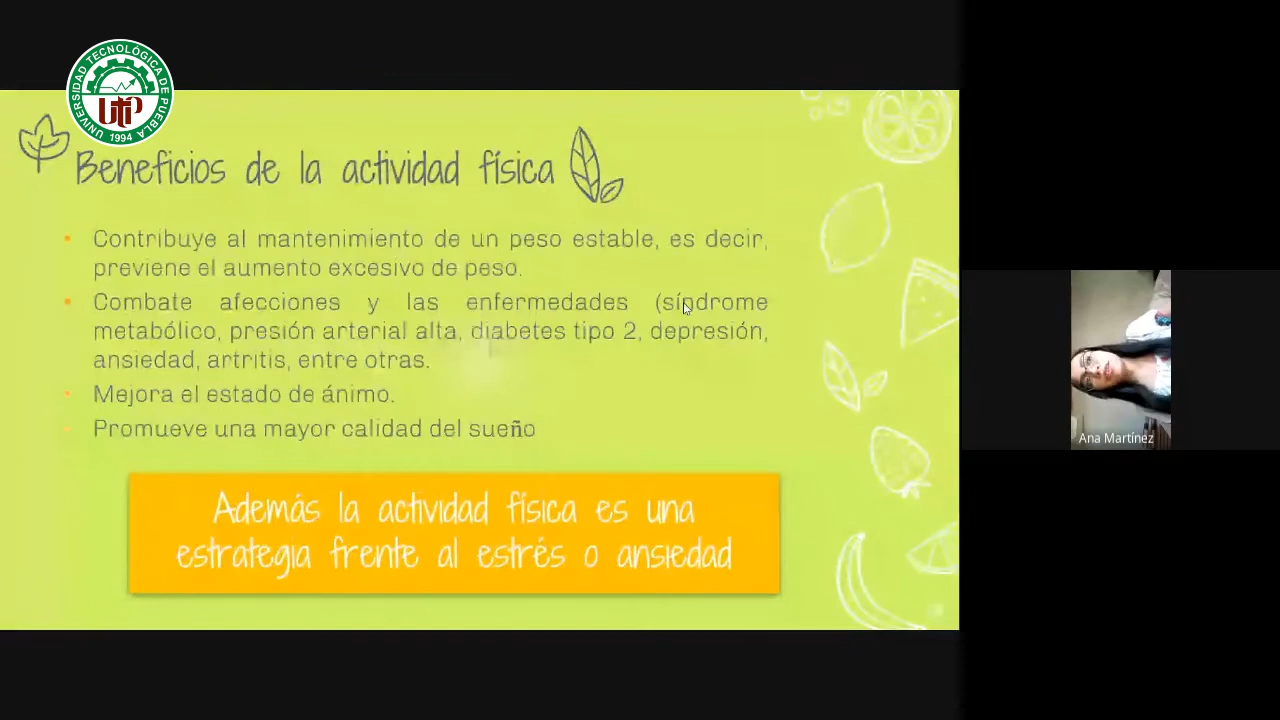 UNIVERSIDAD TECNOLÓGICA DE PUEBLA
UTP
1994
Beneficios de la actividad física
• Contribuye al mantenimiento de un peso estable, es decir,
previene el aumento excesivo de peso.
• Combate afecciones y las enfermedades (síndrome
metabólico, presión arterial alta, diabetes tipo 2, depresión,
ansiedad, artritis, entre otras.
• Mejora el estado de ánimo.
• Promueve una mayor calidad del sueño
Además la actividad física es una
estrategia frente al estrés o ansiedad
Ana Martínez